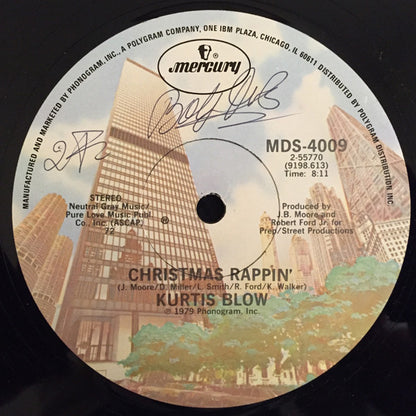 MANUFACTURED AND MARKETED BY PHONOGRAM, INC., A POLYGRAM COMPANY, ONE IBM PLAZA, CHICAGO, IL 60611 DISTRIBUTED BY POLYGRAM DISTRIBUTION, INC.
mercury
MDS-4009
2-55770
(9198.613)
Time: 8:11
STEREO
Neutral Gray Music/
Pure Love Music Publ.
Co., Inc. (ASCAP)
Produced by
J.B. Moore and
Robert Ford Jr. for
Prep/Street Productions
CHRISTMAS RAPPIN'
(J. Moore/D. Miller/L. Smith/R. Ford/K. Walker)
KURTIS BLOW
℗ 1979 Phonogram, Inc.